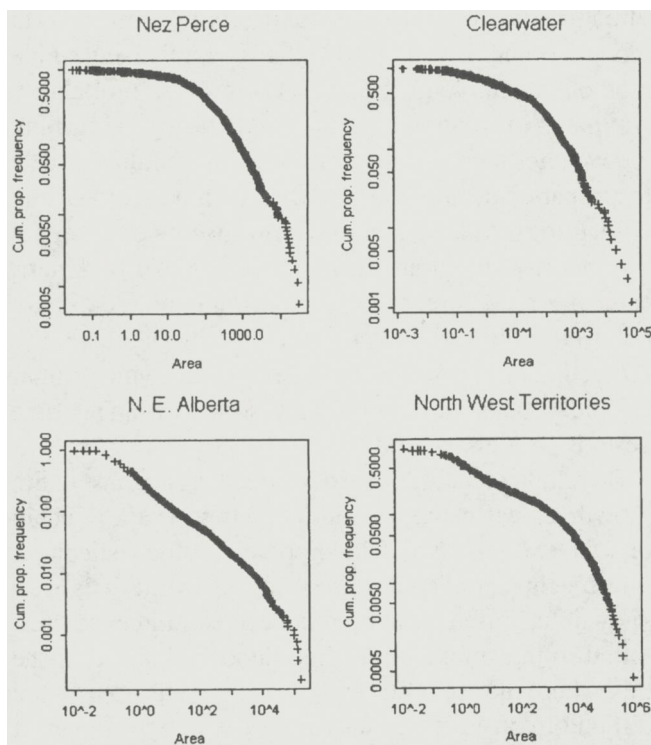 Nez Perce
Cum. prop. frequency
0.5000
0.0500
0.0050
0.0005
0.1 1.0 10.0 1000.0
Area
Clearwater
Cum. prop. frequency
0.500
0.050
0.005
0.001
10^-3 10^-1 10^1 10^3 10^5
Area
N. E. Alberta
Cum. prop. frequency
1.000
0.100
0.010
0.001
10^-2 10^0 10^2 10^4
Area
North West Territories
Cum. prop. frequency
0.5000
0.0500
0.0050
0.0005
10^-2 10^0 10^2 10^4 10^6
Area